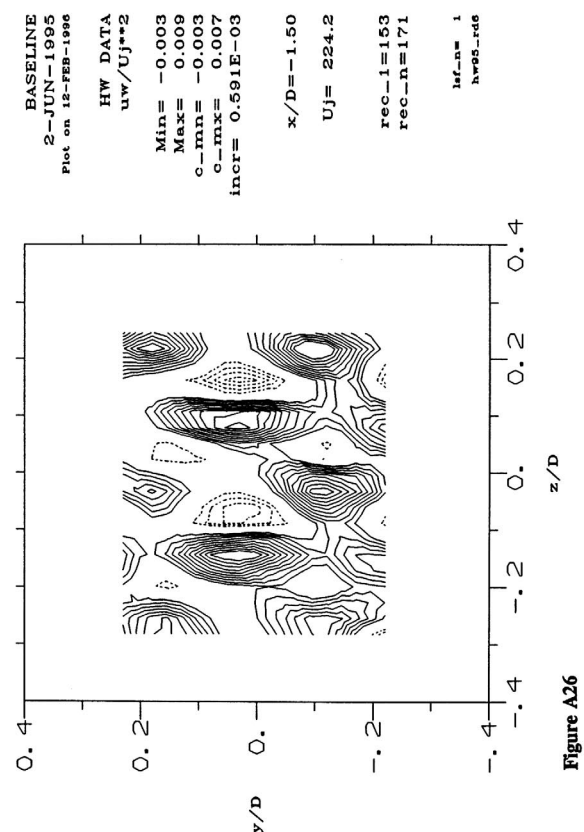 BASELINE
2-JUN-1995
Plot on 12-FEB-1996
HW DATA
uw/Uj**2
Min= -0.003
Max= 0.009
c_mn= -0.003
c_mx= 0.007
incr= 0.591E-03
x/D=-1.50
Uj= 224.2
rec_1=153
rec_n=171
isf_n= 1
hw95_rd6
0.4
0.2
0.
-.2
-.4
y/D
-.4
-.2
0.
0.2
0.4
z/D
Figure A26